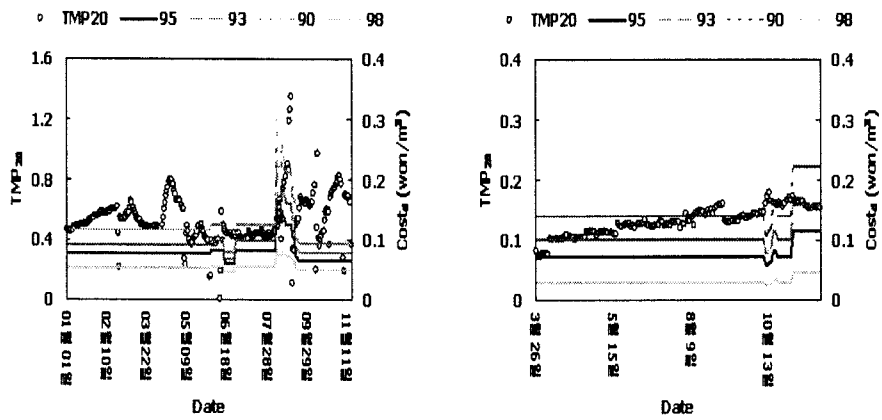 TMP20 95 93 90 98
1.6
1.2
0.8
0.4
0
TMP₂₀
0.4
0.3
0.2
0.1
0
Cost (won/m³)
01월 01일
02월 10일
03월 22일
05월 09일
06월 18일
07월 28일
09월 29일
11월 11일
Date
TMP20 95 93 90 98
0.4
0.3
0.2
0.1
0
TMP₂₀
0.4
0.3
0.2
0.1
0
Cost (won/m³)
3월 26일
5월 15일
8월 9일
10월 13일
Date